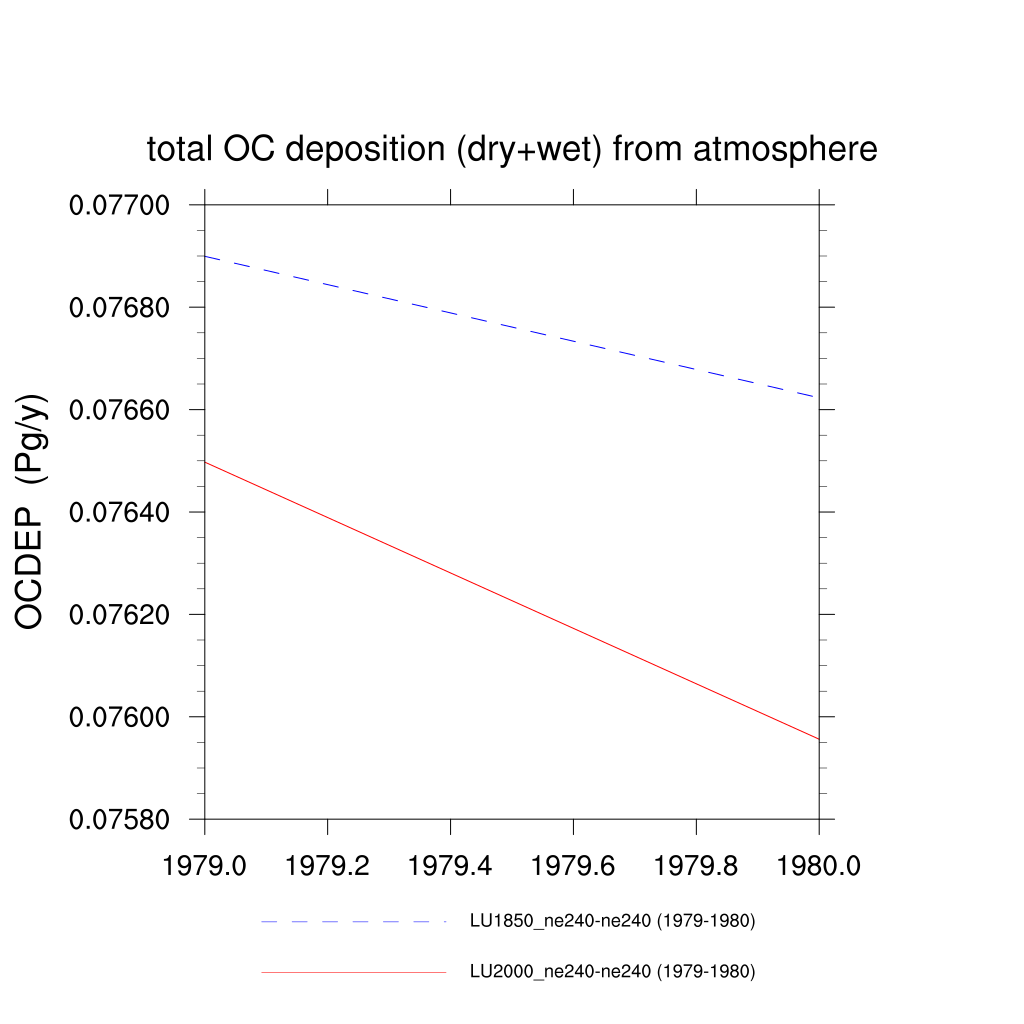 total OC deposition (dry+wet) from atmosphere
OCDEP (Pg/y)
0.07700
0.07680
0.07660
0.07640
0.07620
0.07600
0.07580
1979.0 1979.2 1979.4 1979.6 1979.8 1980.0
LU1850_ne240-ne240 (1979-1980)
LU2000_ne240-ne240 (1979-1980)